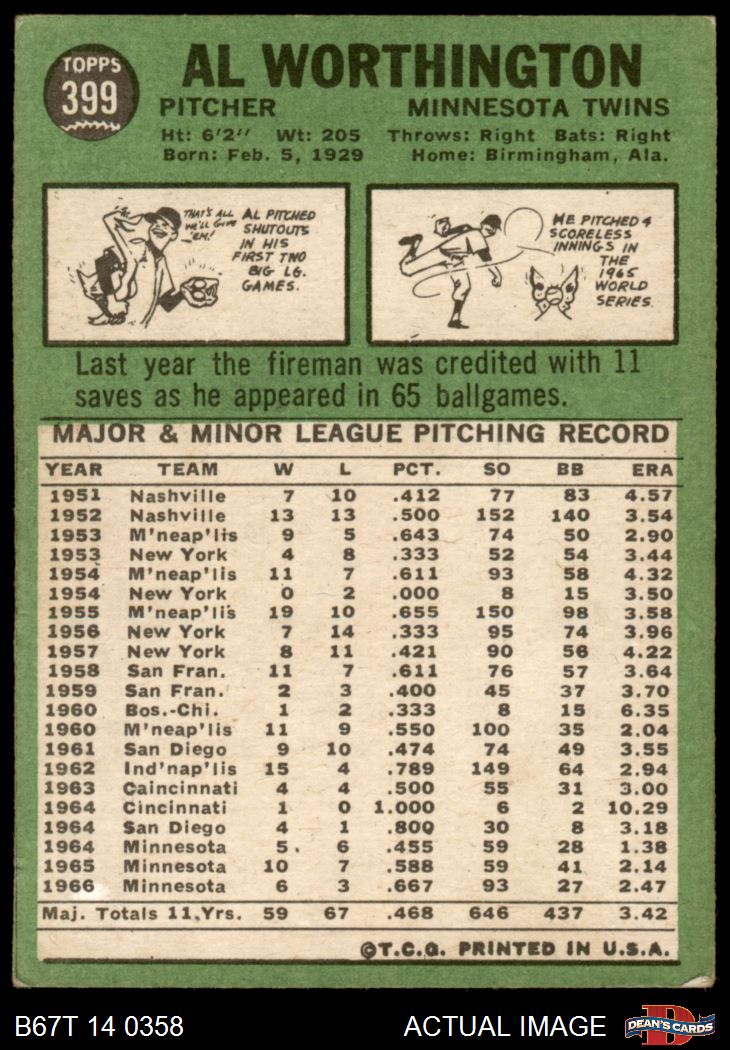 TOPPS
399
AL WORTHINGTON
PITCHER MINNESOTA TWINS
Ht: 6'2" Wt: 205 Throws: Right Bats: Right
Born: Feb. 5, 1929 Home: Birmingham, Ala.
THAT'S ALL
WE'LL GIVE
'EM!
AL PITCHED
SHUTOUTS
IN HIS
FIRST TWO
BIG LG.
GAMES.
HE PITCHED 4
SCORELESS
INNINGS IN
THE
1965
WORLD
SERIES.
Last year the fireman was credited with 11
saves as he appeared in 65 ballgames.
MAJOR & MINOR LEAGUE PITCHING RECORD
YEAR TEAM W L PCT. SO BB ERA
1951 Nashville 7 10 .412 77 83 4.57
1952 Nashville 13 13 .500 152 140 3.54
1953 M'neap'lis 9 5 .643 74 50 2.90
1953 New York 4 8 .333 52 54 3.44
1954 M'neap'lis 11 7 .611 93 58 4.32
1954 New York 0 2 .000 8 15 3.50
1955 M'neap'lis 19 10 .655 150 98 3.58
1956 New York 7 14 .333 95 74 3.96
1957 New York 8 11 .421 90 56 4.22
1958 San Fran. 11 7 .611 76 57 3.64
1959 San Fran. 2 3 .400 45 37 3.70
1960 Bos.-Chi. 1 2 .333 8 15 6.35
1960 M'neap'lis 11 9 .550 100 35 2.04
1961 San Diego 9 10 .474 74 49 3.55
1962 Ind'nap'lis 15 4 .789 149 64 2.94
1963 Caincinnati 4 4 .500 55 31 3.00
1964 Cincinnati 1 0 1.000 6 2 10.29
1964 San Diego 4 1 .800 30 8 3.18
1964 Minnesota 5 6 .455 59 28 1.38
1965 Minnesota 10 7 .588 59 41 2.14
1966 Minnesota 6 3 .667 93 27 2.47
Maj. Totals 11 Yrs. 59 67 .468 646 437 3.42
©T.C.G. PRINTED IN U.S.A.
B67T 14 0358 ACTUAL IMAGE
D
DEAN'S CARDS